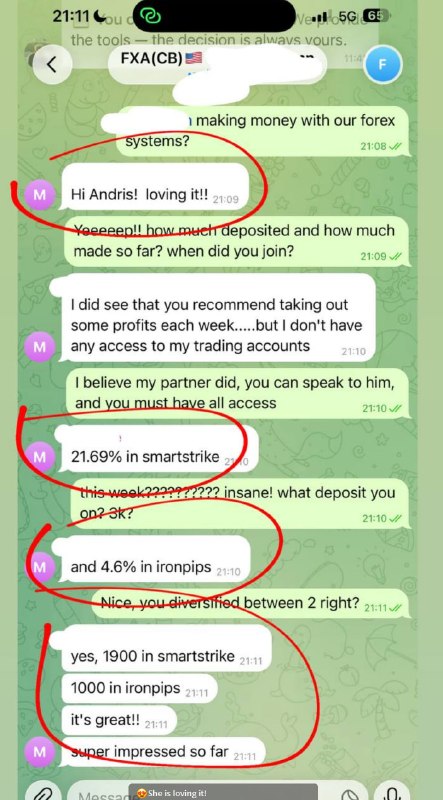 21:11
5G 65
the tools — the decision is always yours.
FXA(CB)🇺🇸
F
making money with our forex
systems?
21:08
M
Hi Andris! loving it!! 21:09
Yeeeeep!! how much deposited and how much
made so far? when did you join?
21:09
I did see that you recommend taking out
some profits each week.....but I don't have
any access to my trading accounts
M
21:10
I believe my partner did, you can speak to him,
and you must have all access
21:10
M
21.69% in smartstrike 21:10
this week?????????? insane! what deposit you
on? 3k?
21:10
M
and 4.6% in ironpips 21:10
Nice, you diversified between 2 right? 21:11
yes, 1900 in smartstrike 21:11
1000 in ironpips 21:11
it's great!! 21:11
M
super impressed so far 21:11
Message
🤩She is loving it!